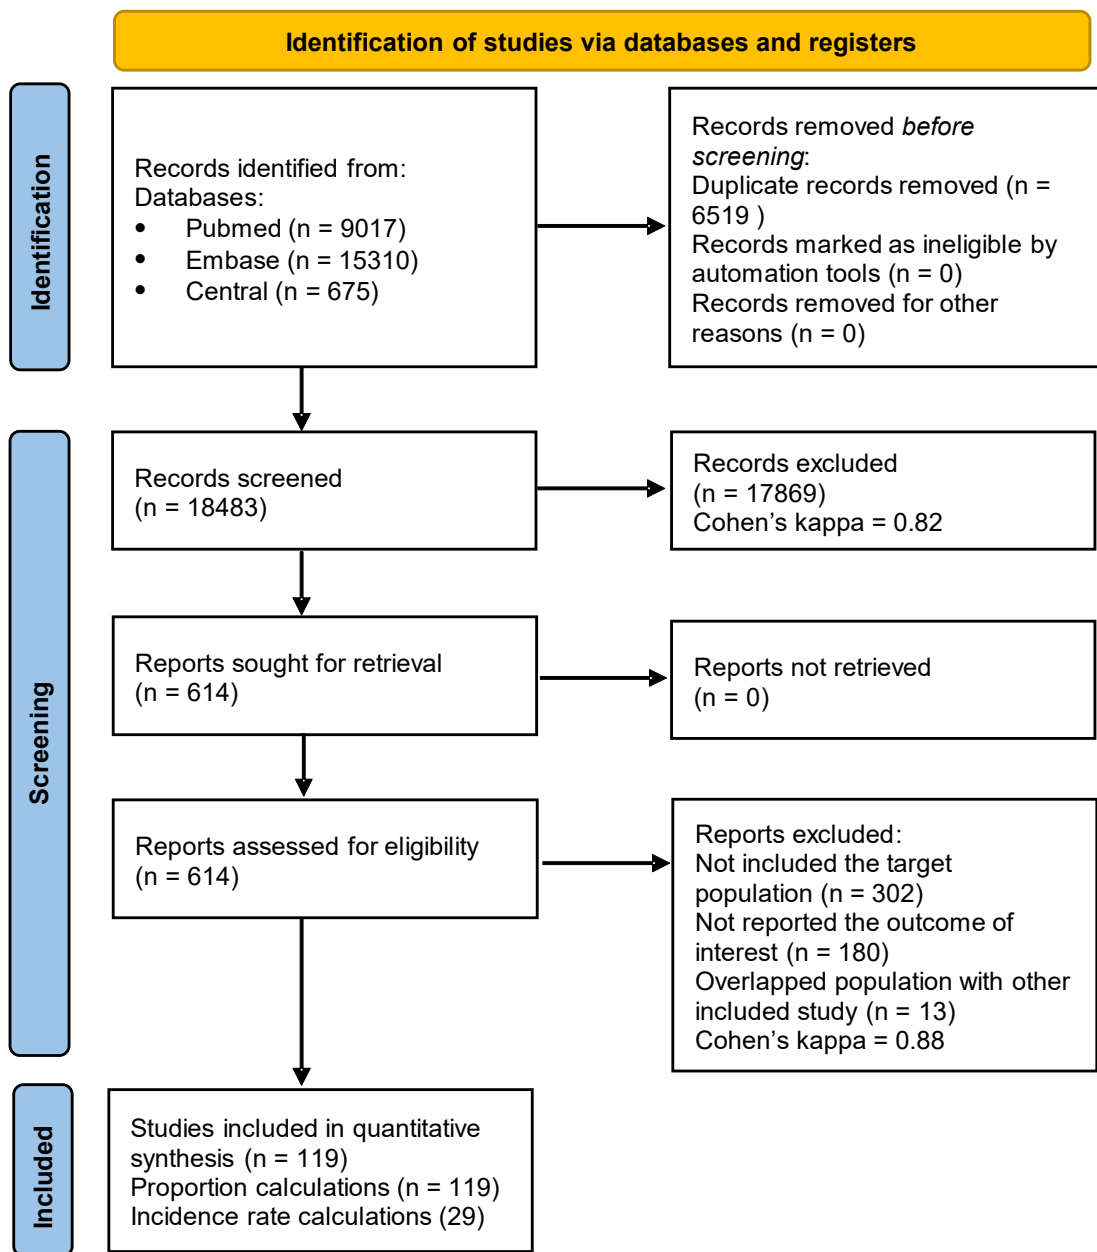 Identification of studies via databases and registers
Identification
Records identified from:
Databases:
• Pubmed (n = 9017)
• Embase (n = 15310)
• Central (n = 675)
Records removed before
screening:
Duplicate records removed (n =
6519 )
Records marked as ineligible by
automation tools (n = 0)
Records removed for other
reasons (n = 0)
Screening
Records screened
(n = 18483)
Records excluded
(n = 17869)
Cohen’s kappa = 0.82
Reports sought for retrieval
(n = 614)
Reports not retrieved
(n = 0)
Reports assessed for eligibility
(n = 614)
Reports excluded:
Not included the target
population (n = 302)
Not reported the outcome of
interest (n = 180)
Overlapped population with other
included study (n = 13)
Cohen’s kappa = 0.88
Included
Studies included in quantitative
synthesis (n = 119)
Proportion calculations (n = 119)
Incidence rate calculations (29)